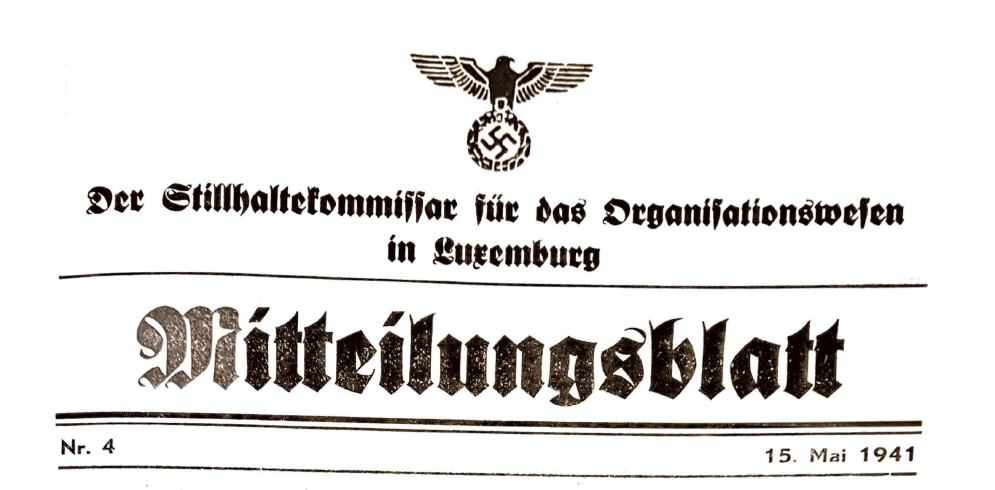 Der Stillhaltekommissar für das Organisationswesen
in Luxemburg
Mitteilungsblatt
Nr. 4 15. Mai 1941